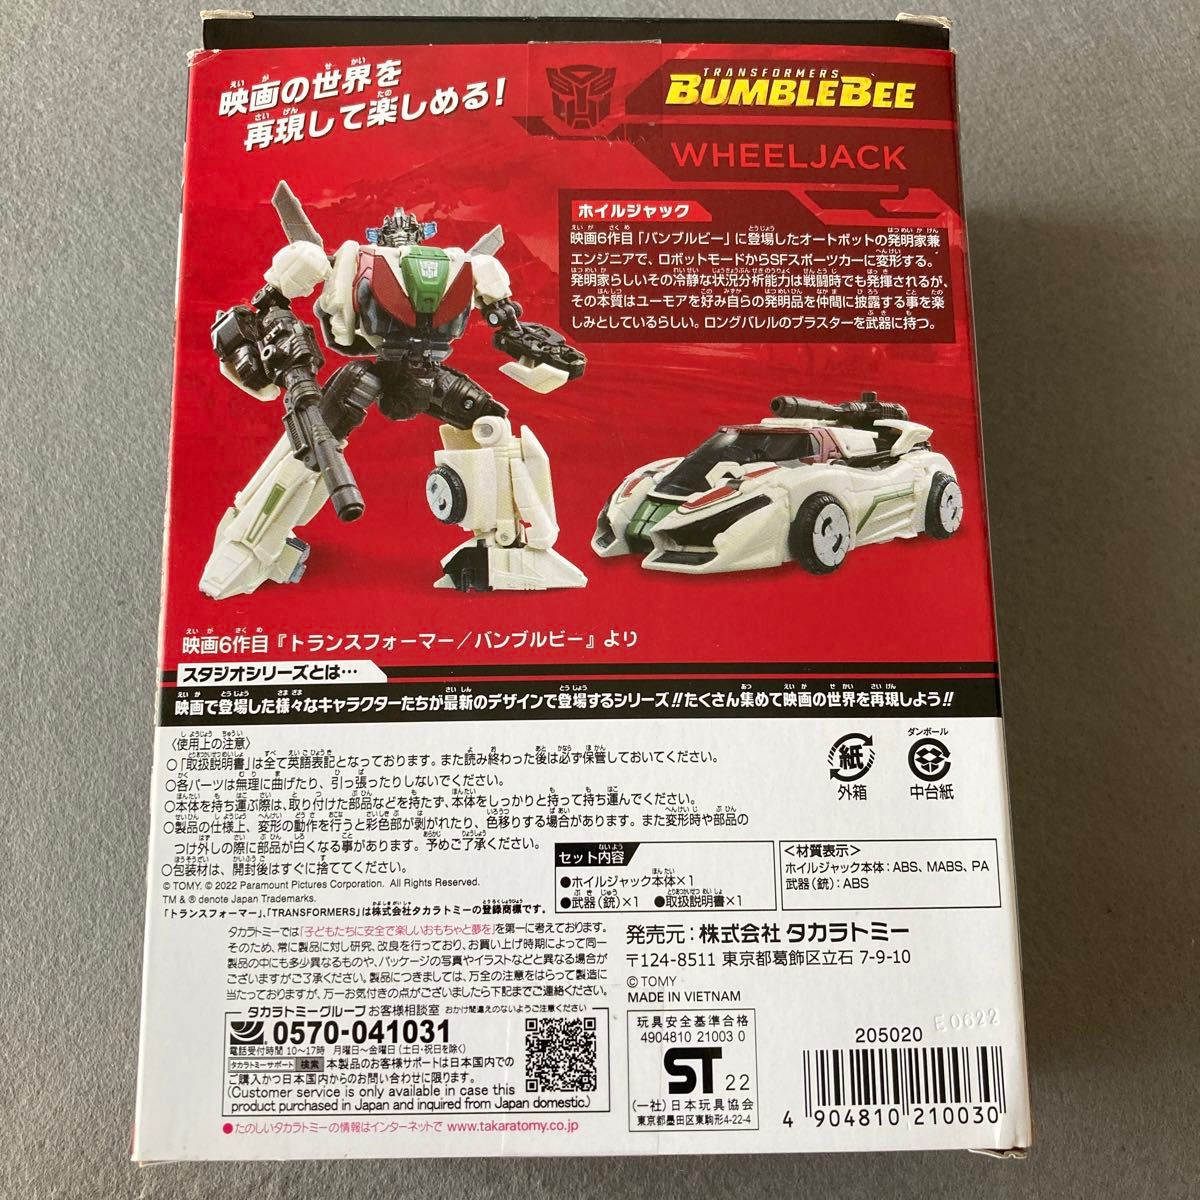 映画の世界を
再現して楽しめる!
TRANSFORMERS
BUMBLEBEE
WHEELJACK
ホイルジャック
映画6作目「バンブルビー」に登場したオートボットの発明家兼
エンジニアで、ロボットモードからSFスポーツカーに変形する。
発明家らしいその冷静な状況分析能力は戦闘時でも発揮されるが、
その本質はユーモアを好み自らの発明品を仲間に披露する事を楽
しみとしているらしい。ロングバレルのブラスターを武器に持つ。
映画6作目『トランスフォーマー/バンブルビー』より
スタジオシリーズとは…
映画で登場した様々なキャラクターたちが最新のデザインで登場するシリーズ!!たくさん集めて映画の世界を再現しよう!!
〈使用上の注意〉
○「取扱説明書」は全て英語表記となっております。また読み終わった後は必ず保管しておいてください。
○各パーツは無理に曲げたり、引っ張ったりしないでください。
○本体を持ち運ぶ際は、取り付けた部品などを持たず、本体をしっかりと持って持ち運んでください。
○製品の仕様上、変形の動作を行うと彩色部が剥がれたり、色移りする場合があります。また変形時や部品の
つけ外しの際に部品が白くなる事があります。予めご了承ください。
○包装材は、開封後はすぐに捨ててください。
© TOMY. © 2022 Paramount Pictures Corporation. All Rights Reserved.
TM & ® denote Japan Trademarks.
「トランスフォーマー」、「TRANSFORMERS」は株式会社タカラトミーの登録商標です。
紙
外箱
ダンボール
中台紙
セット内容
●ホイルジャック本体×1
●武器(銃)×1 ●取扱説明書×1
<材質表示>
ホイルジャック本体:ABS、MABS、PA
武器(銃):ABS
タカラトミーでは「子どもたちに安全で楽しいおもちゃと夢を」を第一に考えております。
そのため、常に製品に対し研究、改良を行っており、お買い上げ時期によって同一
製品の中にも多少異なるものや、パッケージの写真やイラストなどと異なる場合が
ございますがご了承ください。製品につきましては、万全の注意をはらって製造に
当たっておりますが、万一お気付きの点がございましたら下記までご連絡ください。
発売元:株式会社 タカラトミー
〒124-8511 東京都葛飾区立石 7-9-10
© TOMY
MADE IN VIETNAM
タカラトミーグループ お客様相談室 おかけ間違えのないようご注意ください
0570-041031
電話受付時間 10〜17時 月曜日〜金曜日 (土・日・祝日を除く)
タカラトミーサポート 検索 本製品のお客様サポートは日本国内での
ご購入かつ日本国内からのお問い合わせに限ります。
(Customer service is only available in case this
product purchased in Japan and inquired from Japan domestic.)
●たのしいタカラトミーの情報はインターネットで www.takaratomy.co.jp
玩具安全基準合格
4904810 21003 0
ST 22
(一社)日本玩具協会
東京都墨田区東駒形4-22-4
205020
E0622
4 904810 210030